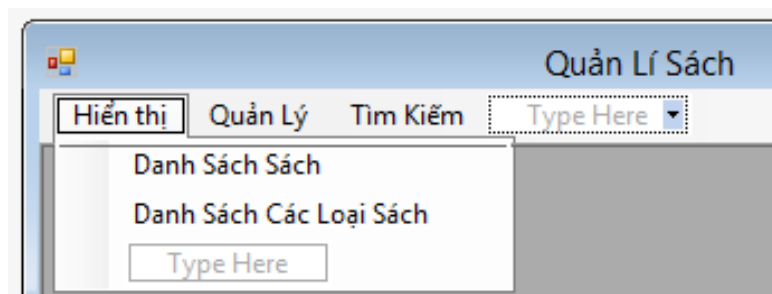 Quản Lí Sách
Hiển thị Quản Lý Tìm Kiếm Type Here
Danh Sách Sách
Danh Sách Các Loại Sách
Type Here